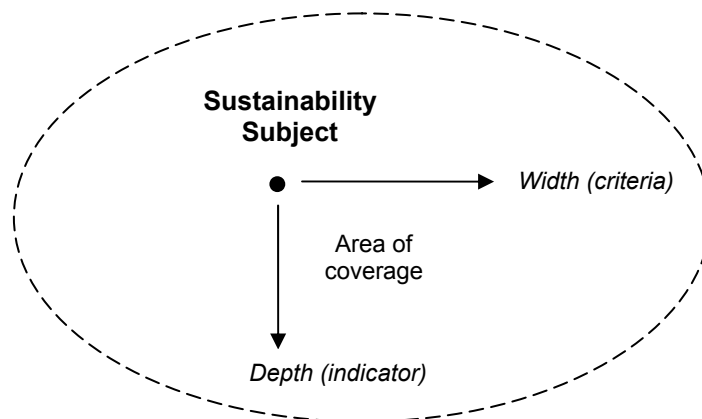 Sustainability
Subject
Width (criteria)
Area of
coverage
Depth (indicator)